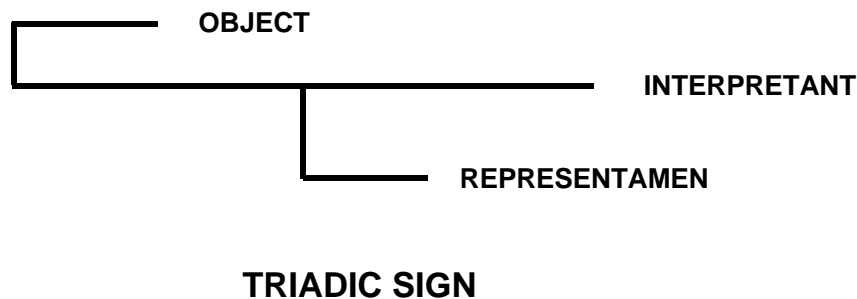 OBJECT
INTERPRETANT
REPRESENTAMEN
TRIADIC SIGN